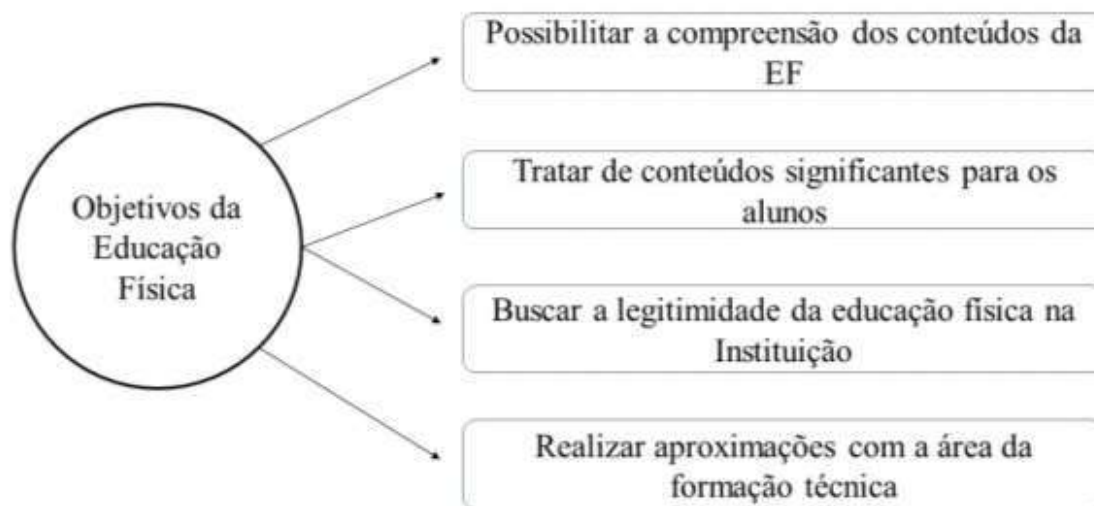 Objetivos da
Educação
Física
Possibilitar a compreensão dos conteúdos da
EF
Tratar de conteúdos significantes para os
alunos
Buscar a legitimidade da educação física na
Instituição
Realizar aproximações com a área da
formação técnica